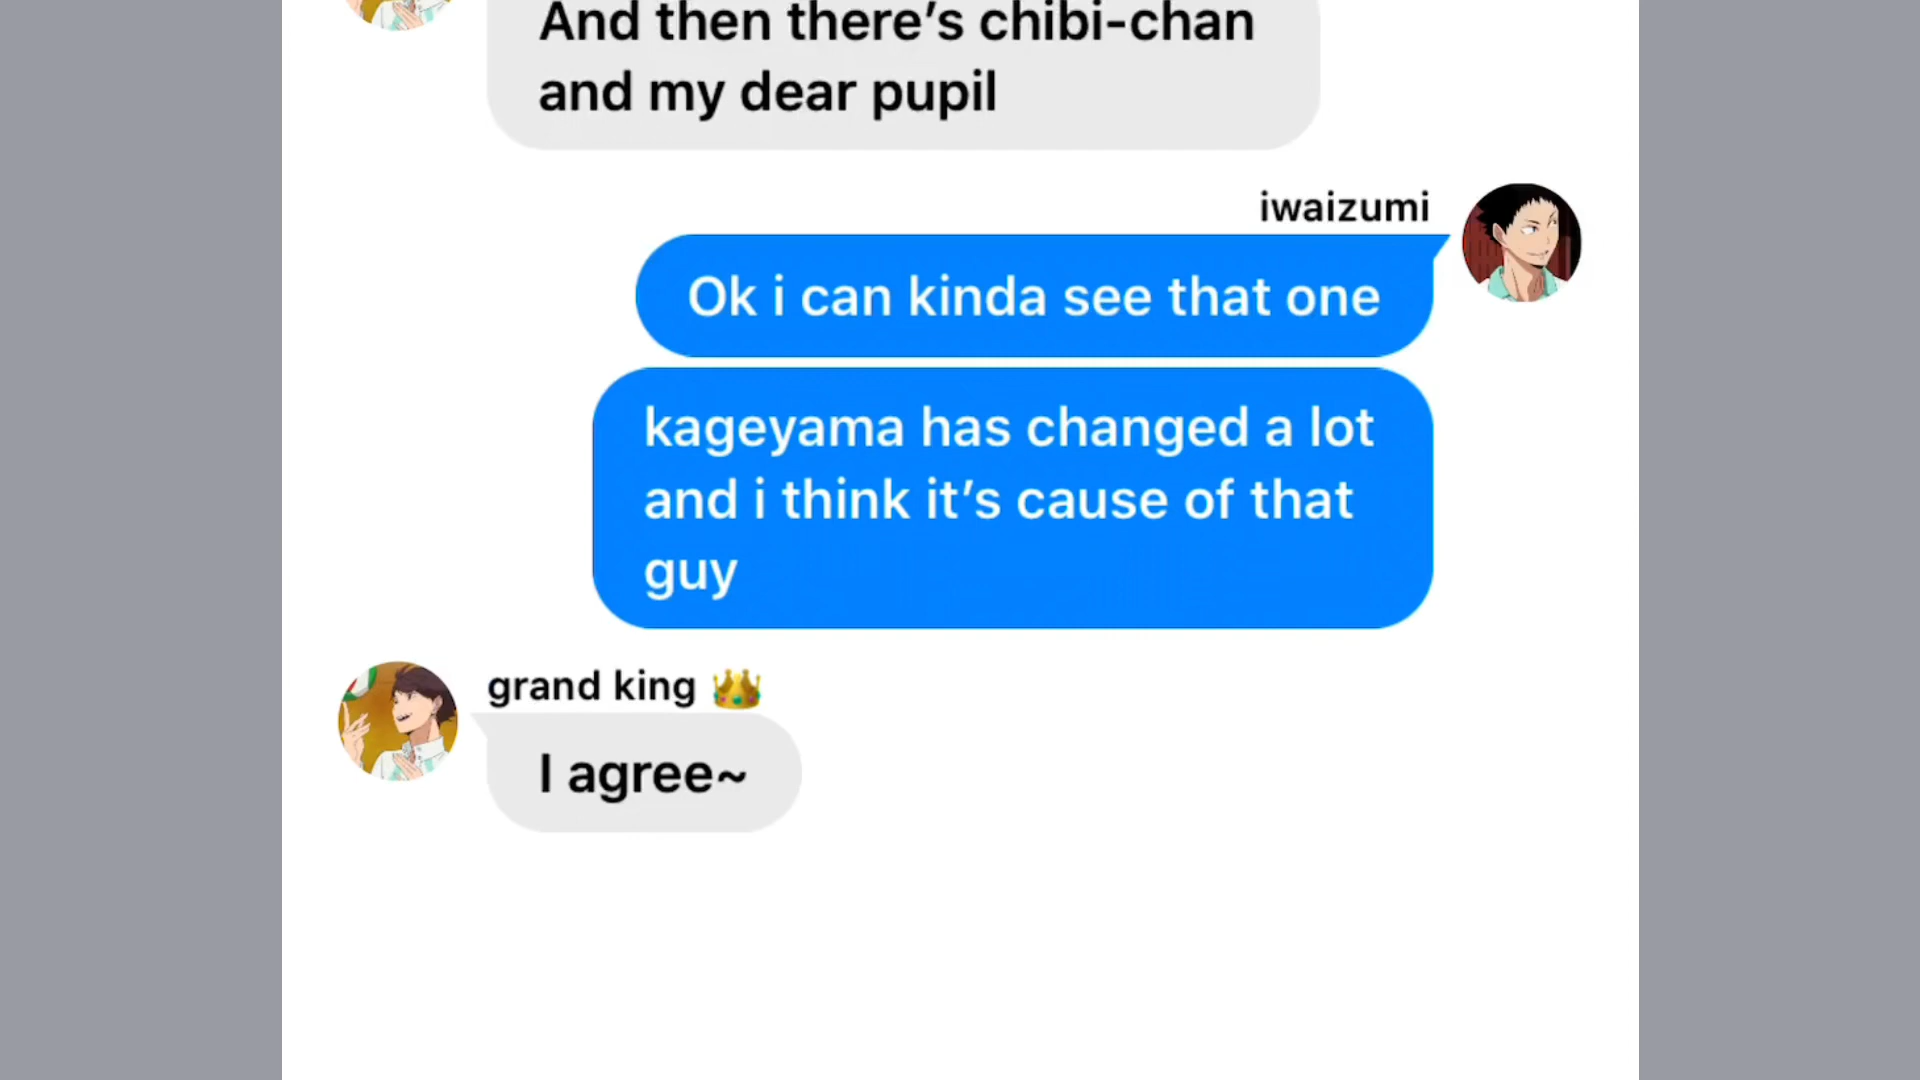 And then there's chibi-chan
and my dear pupil
iwaizumi
Ok i can kinda see that one
kageyama has changed a lot
and i think it's cause of that
guy
grand king 👑
I agree~